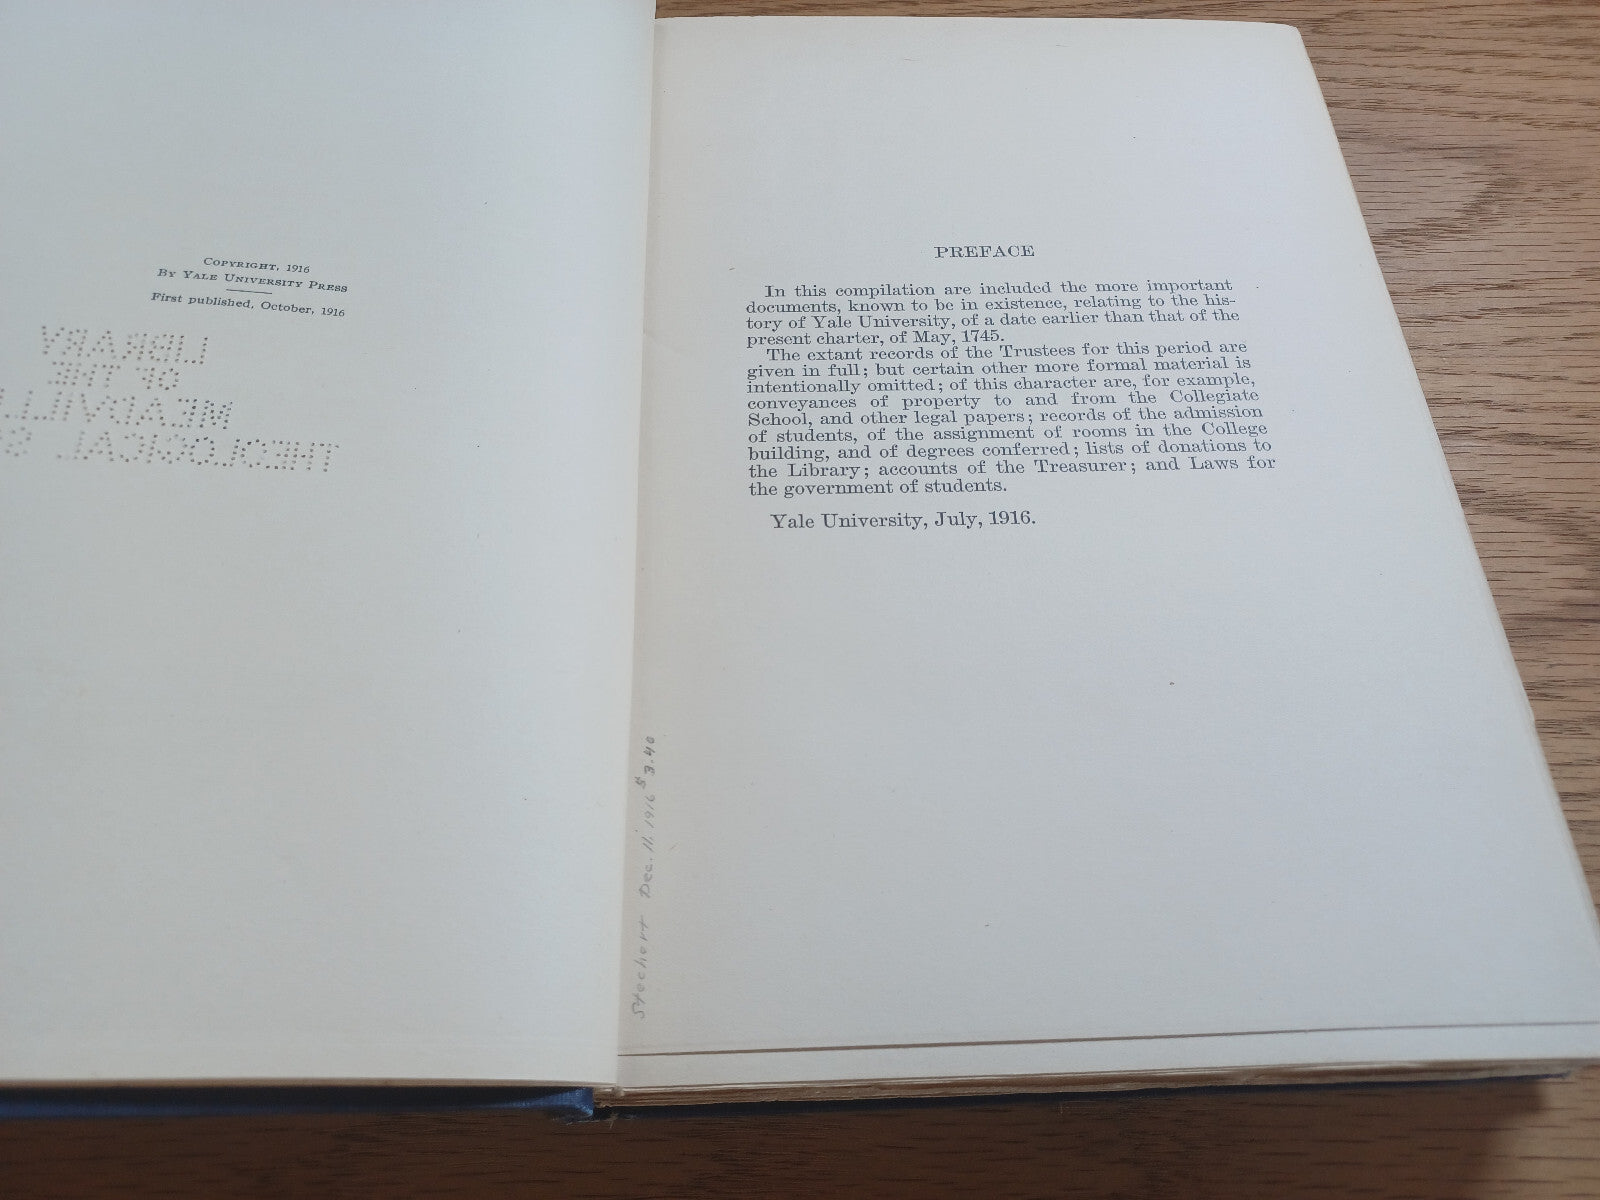 COPYRIGHT, 1916
BY YALE UNIVERSITY PRESS
First published, October, 1916
LIBRARY
OF THE
MEADVILL
THEOLOGICAL S
PREFACE
In this compilation are included the more important
documents, known to be in existence, relating to the his-
tory of Yale University, of a date earlier than that of the
present charter, of May, 1745.
The extant records of the Trustees for this period are
given in full; but certain other more formal material is
intentionally omitted; of this character are, for example,
conveyances of property to and from the Collegiate
School, and other legal papers; records of the admission
of students, of the assignment of rooms in the College
building, and of degrees conferred; lists of donations to
the Library; accounts of the Treasurer; and Laws for
the government of students.
Yale University, July, 1916.
Stechert Dec. 11. 1916 $3.40